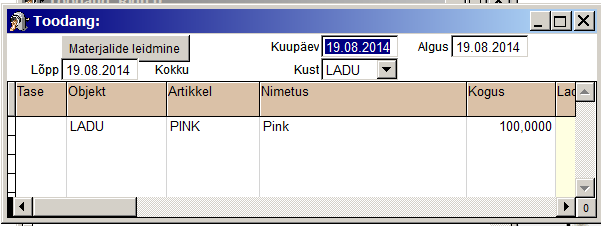 Toodang:
Materjalide leidmine Kuupäev 19.08.2014 Algus 19.08.2014
Lõpp 19.08.2014 Kokku Kust LADU
Tase Objekt Artikkel Nimetus Kogus
LADU PINK Pink 100,0000
0